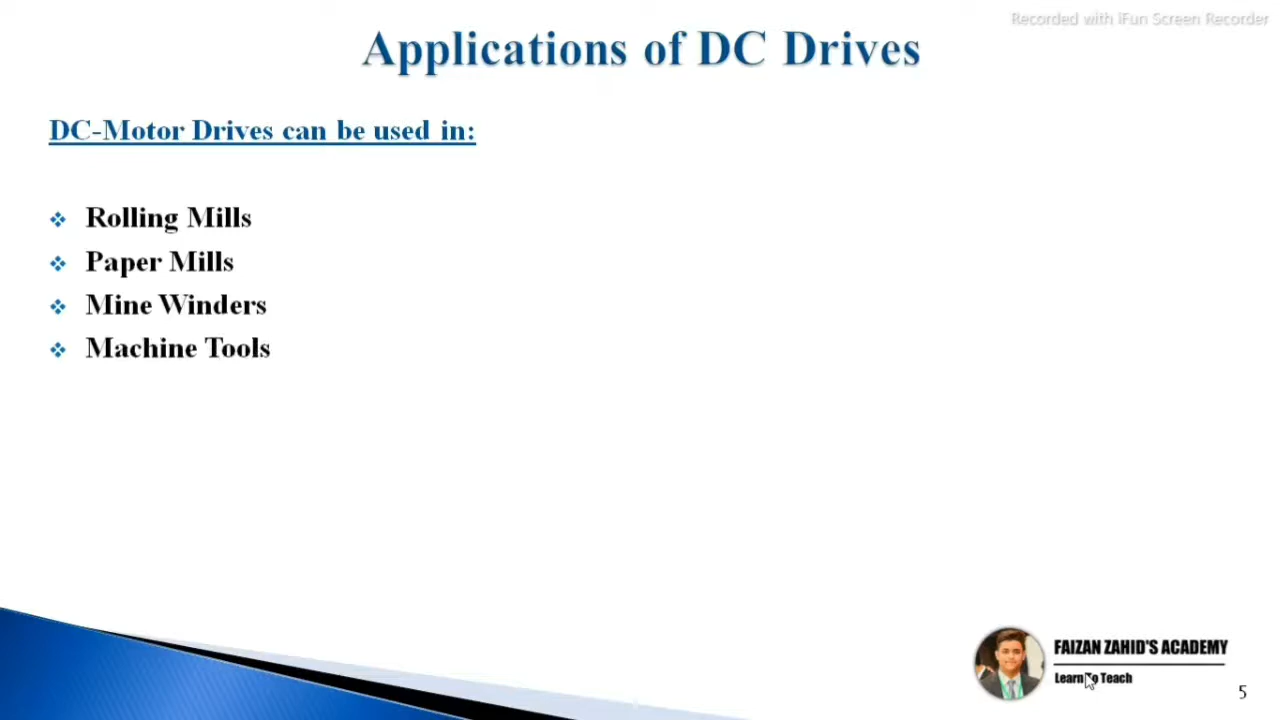 Recorded with iFun Screen Recorder
Applications of DC Drives
DC-Motor Drives can be used in:
Rolling Mills
Paper Mills
Mine Winders
Machine Tools
FAIZAN ZAHID'S ACADEMY
Learn To Teach
5